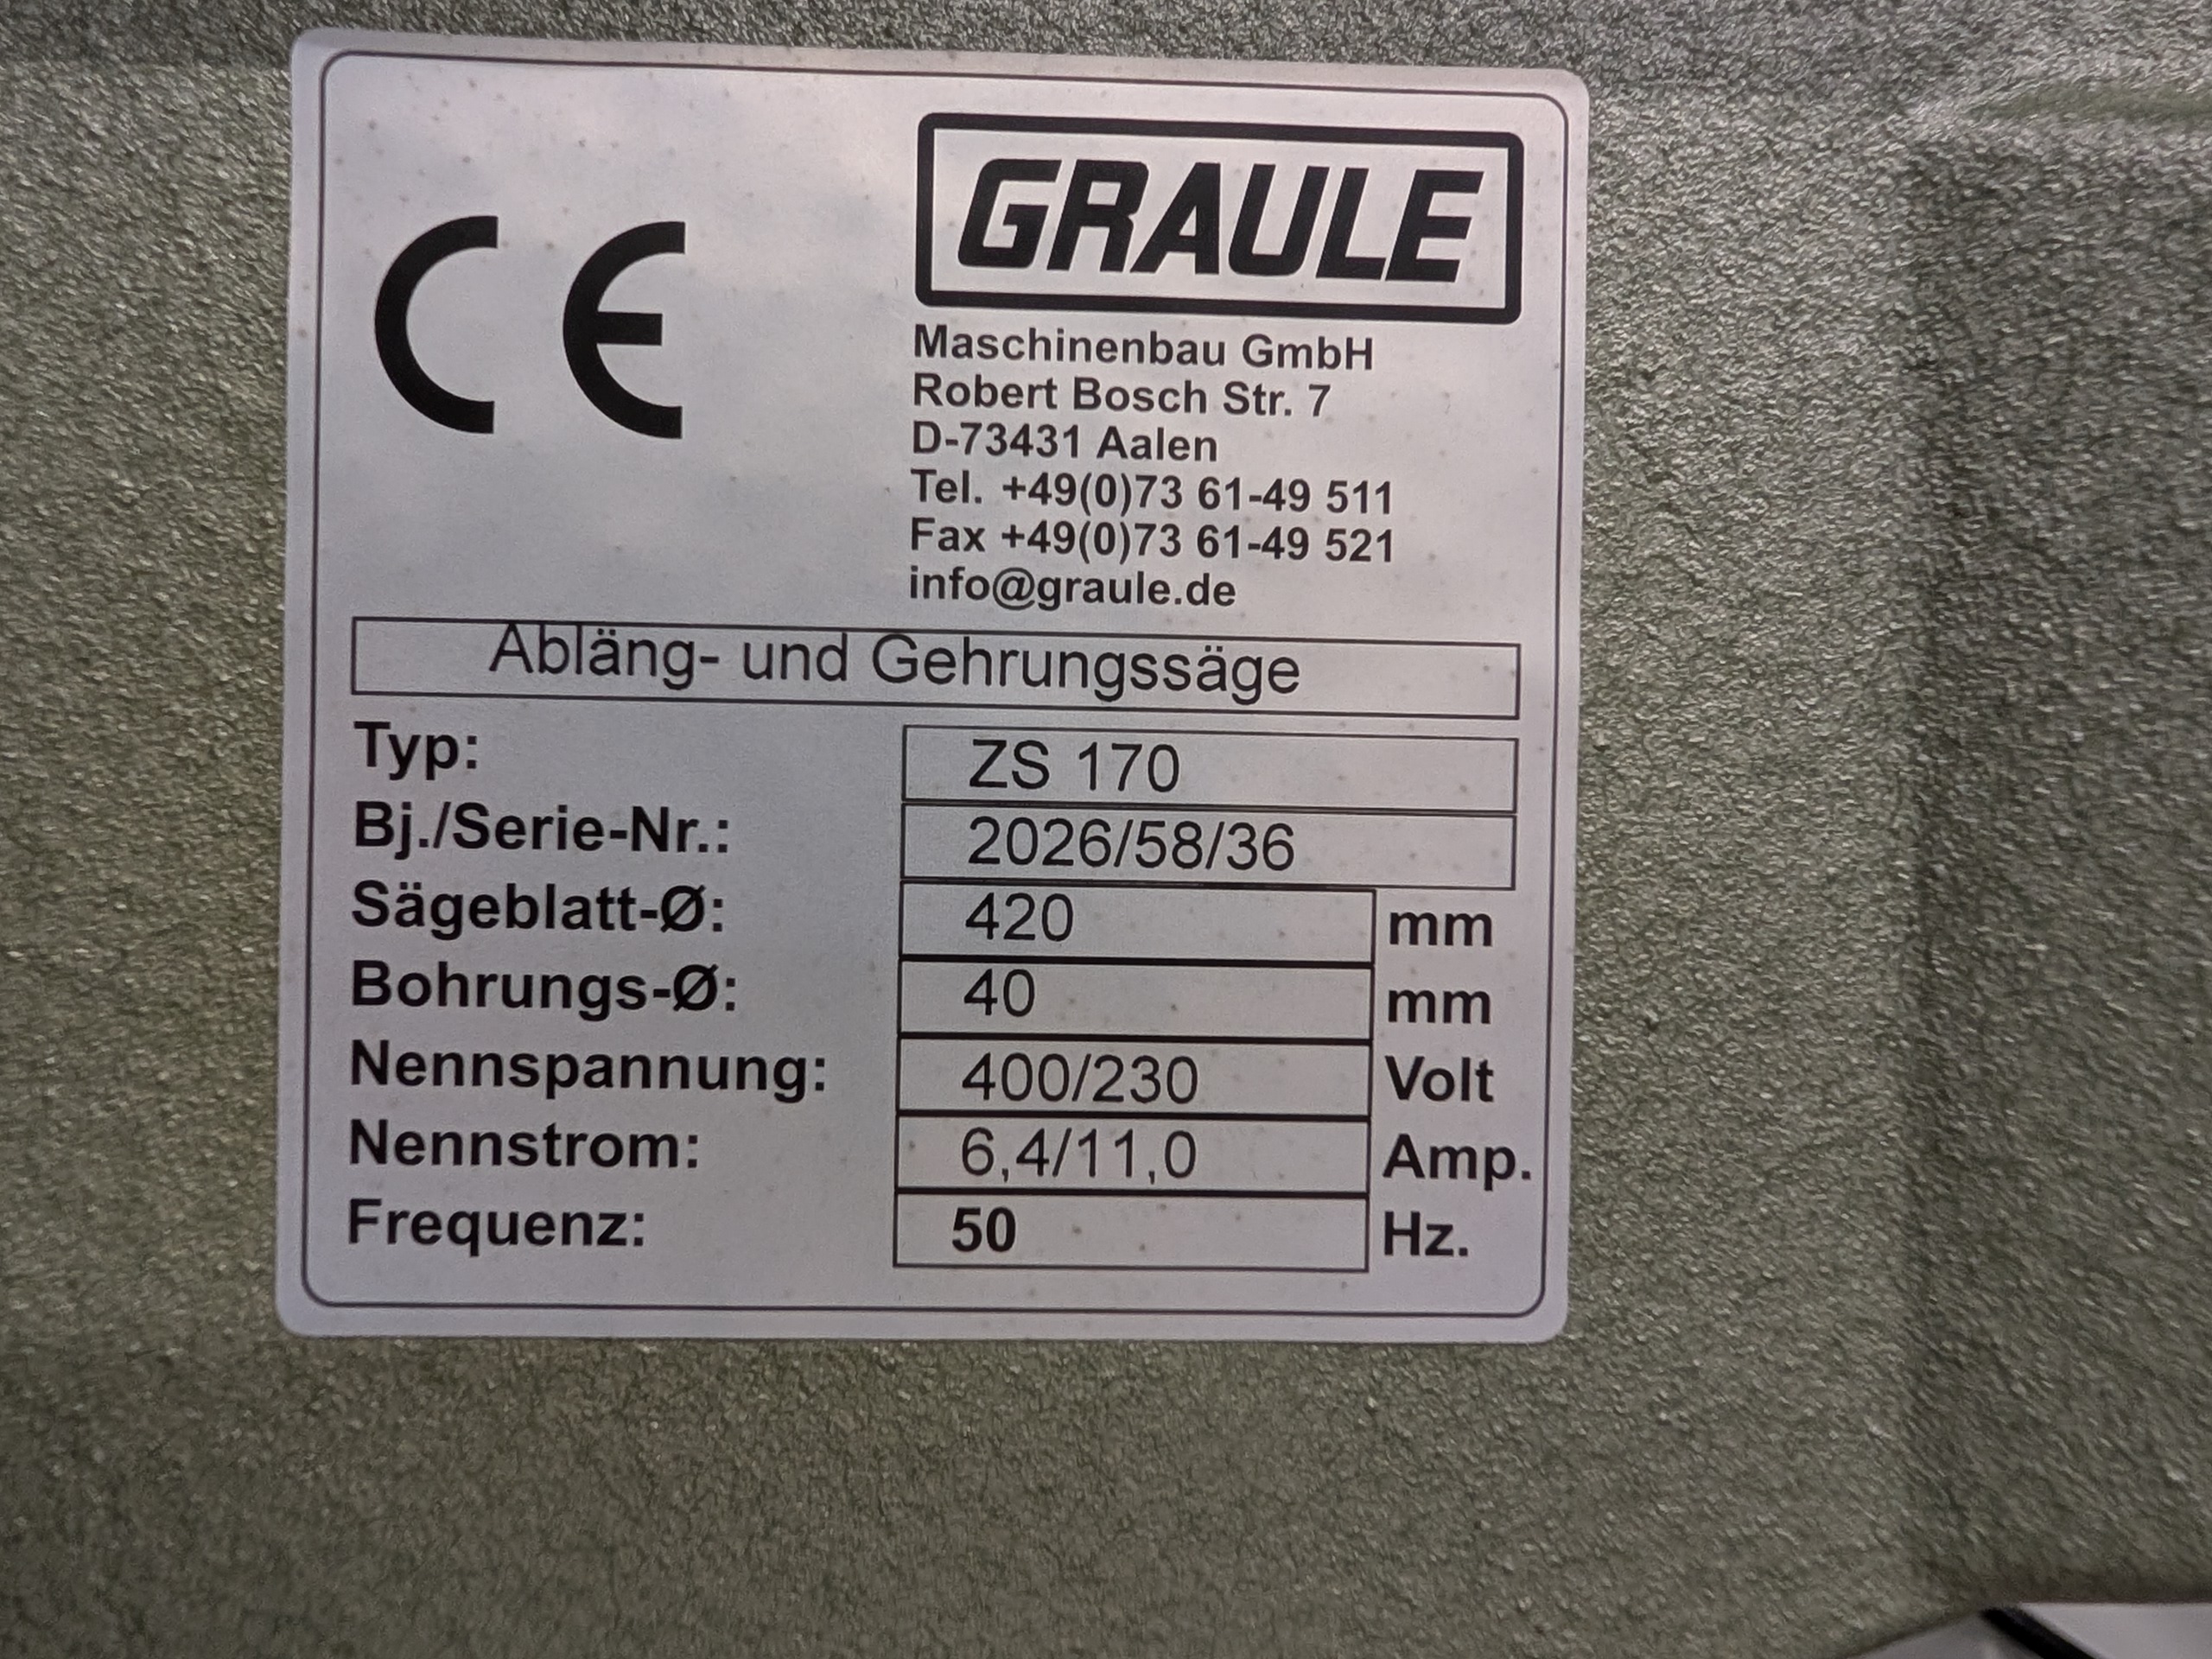 CE
GRAULE
Maschinenbau GmbH
Robert Bosch Str. 7
D-73431 Aalen
Tel. +49(0)73 61-49 511
Fax +49(0)73 61-49 521
info@graule.de
Abläng- und Gehrungssäge
Typ: ZS 170
Bj./Serie-Nr.: 2026/58/36
Sägeblatt-Ø: 420 mm
Bohrungs-Ø: 40 mm
Nennspannung: 400/230 Volt
Nennstrom: 6,4/11,0 Amp.
Frequenz: 50 Hz.